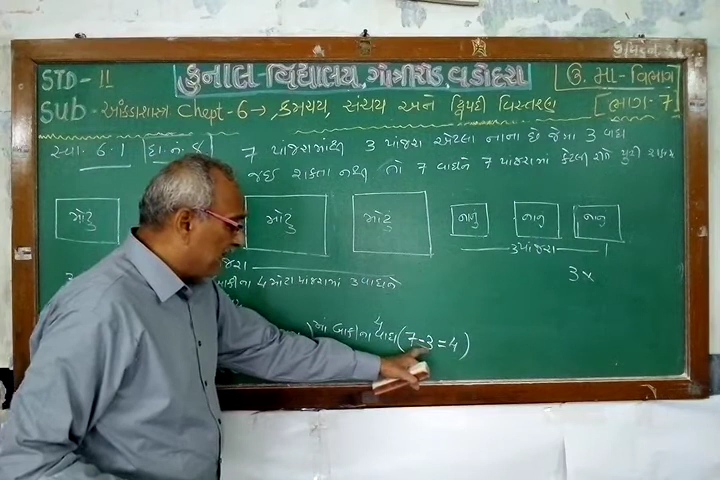 STD - 11 કુનાલ-વિદ્યાલય, ગોત્રીરોડ, વડોદરા ઉ. મા - વિભાગ
SUB - આંકડાશાસ્ત્ર Chept - 6 → ક્રમચય, સંચય અને દ્વિપદી વિસ્તરણ [ભાગ - 7]
સ્વા. 6.1 દા. નં. 8 7 પાંજરામાંથી 3 પાંજરા એટલા નાના છે જેમાં 3 વાઘ
જઈ શકતા નથી તો 7 વાઘને 7 પાંજરામાં કેટલી રીતે પુરી શકાય
મોટુ મોટુ મોટુ નાનુ નાનુ નાનુ
3 પાંજરા
3x
4 મોટા પાંજરામાં 3 વાઘને
માં બાકીના 4 વાઘ (7-3=4)